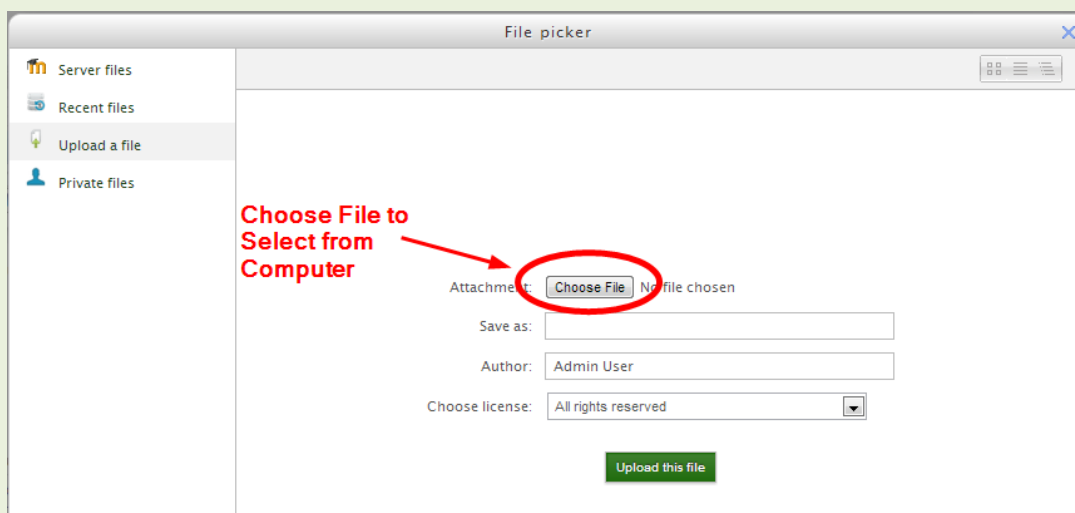 File picker
Server files
Recent files
Upload a file
Private files
Choose File to
Select from
Computer
Attachment: Choose File No file chosen
Save as:
Author: Admin User
Choose license: All rights reserved
Upload this file